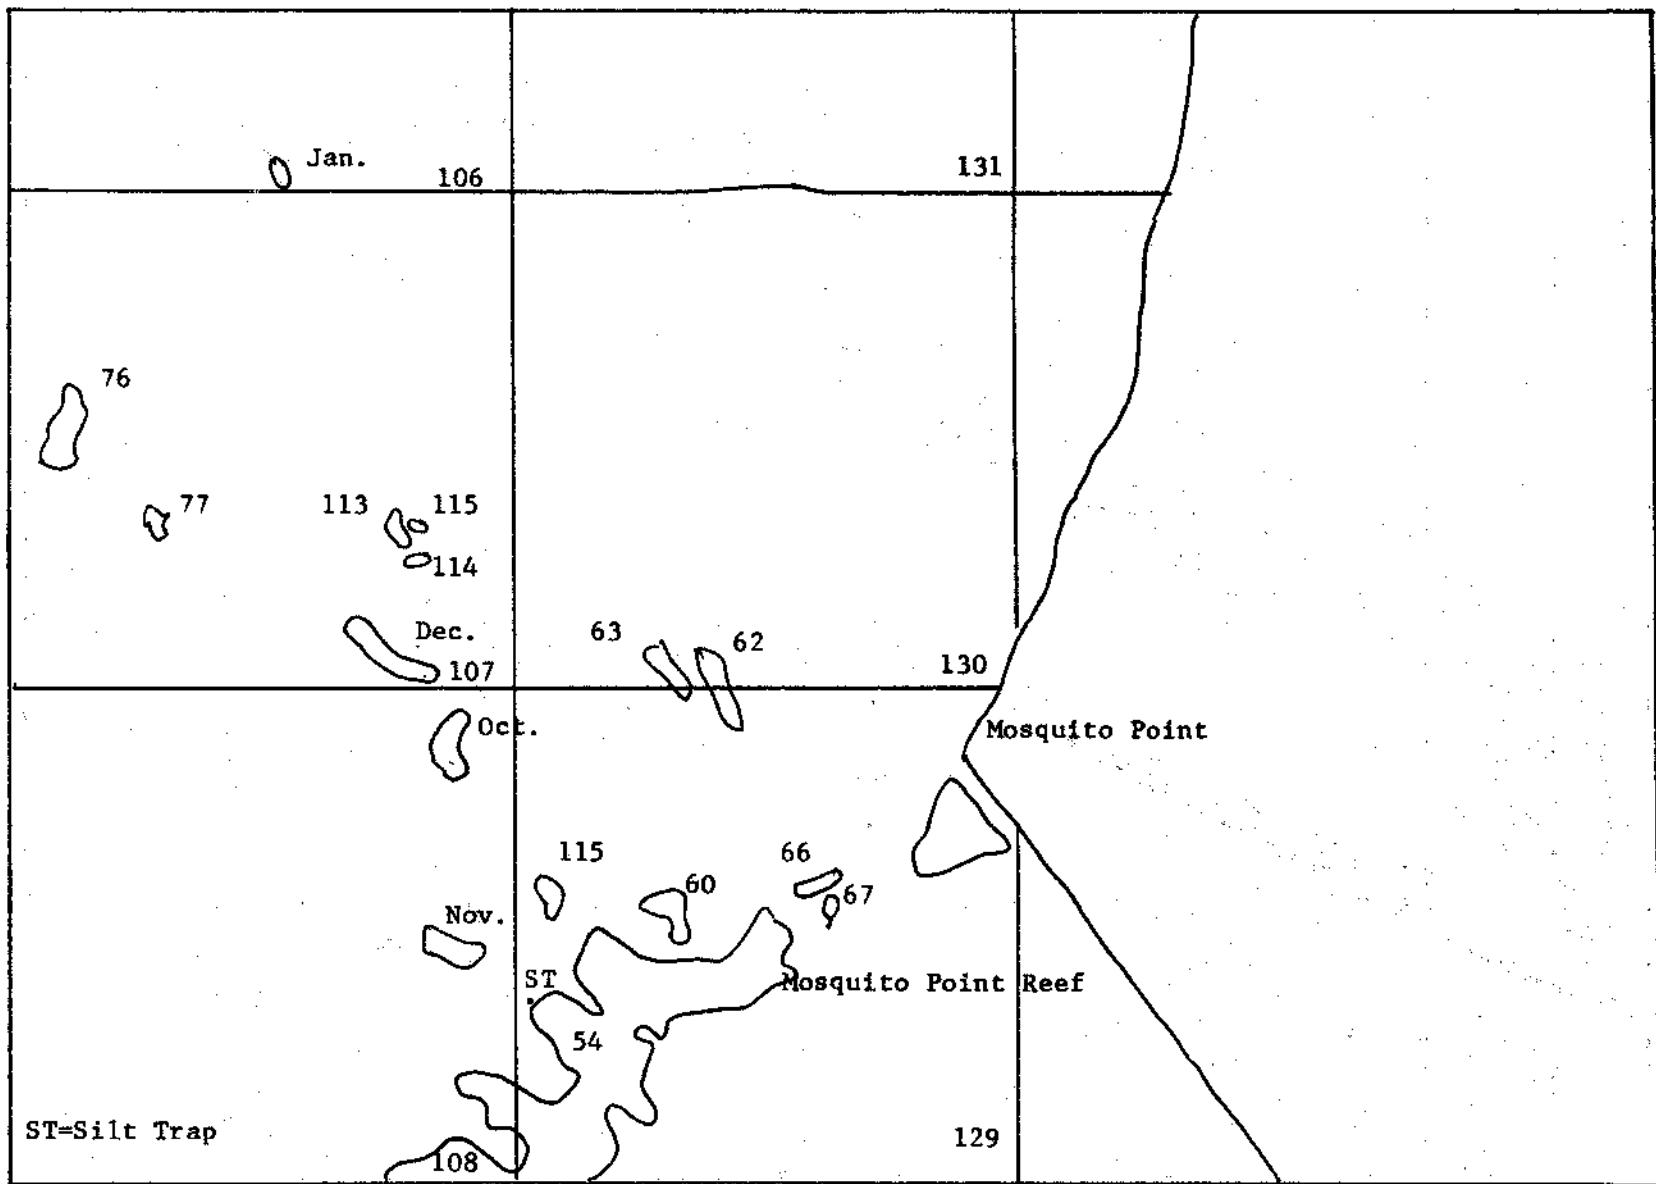 Jan.
106
131
76
77
113
115
114
Dec.
107
63
62
130
Oct.
Mosquito Point
115
60
66
67
Nov.
ST
Mosquito Point Reef
54
ST=Silt Trap
108
129